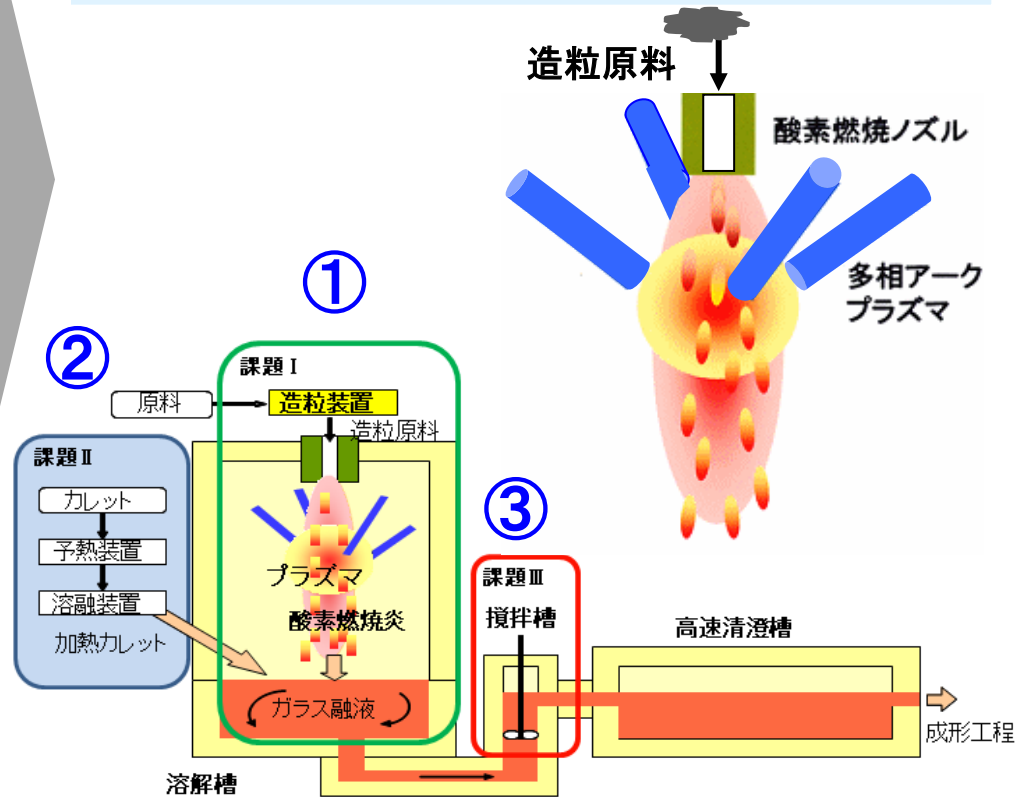 造粒原料
酸素燃焼ノズル
多相アーク
プラズマ
①
②
課題Ⅰ
原料
造粒装置
造粒原料
課題Ⅱ
カレット
予熱装置
溶融装置
加熱カレット
プラズマ
酸素燃焼炎
ガラス融液
溶解槽
③
課題Ⅲ
撹拌槽
高速清澄槽
成形工程